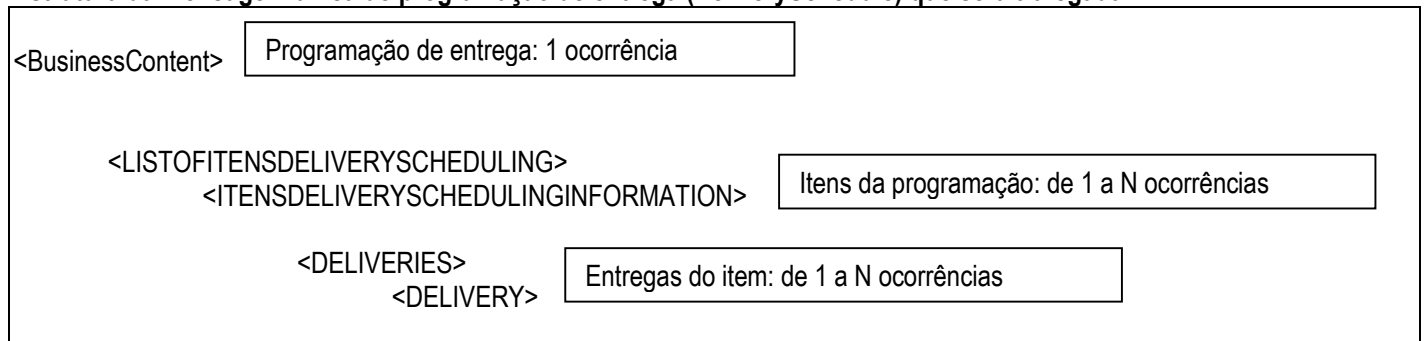 <BusinessContent>
Programação de entrega: 1 ocorrência
<LISTOFITENSDELIVERYSCHEDULING>
<ITENSDELIVERYSCHEDULINGINFORMATION>
Itens da programação: de 1 a N ocorrências
<DELIVERIES>
<DELIVERY>
Entregas do item: de 1 a N ocorrências